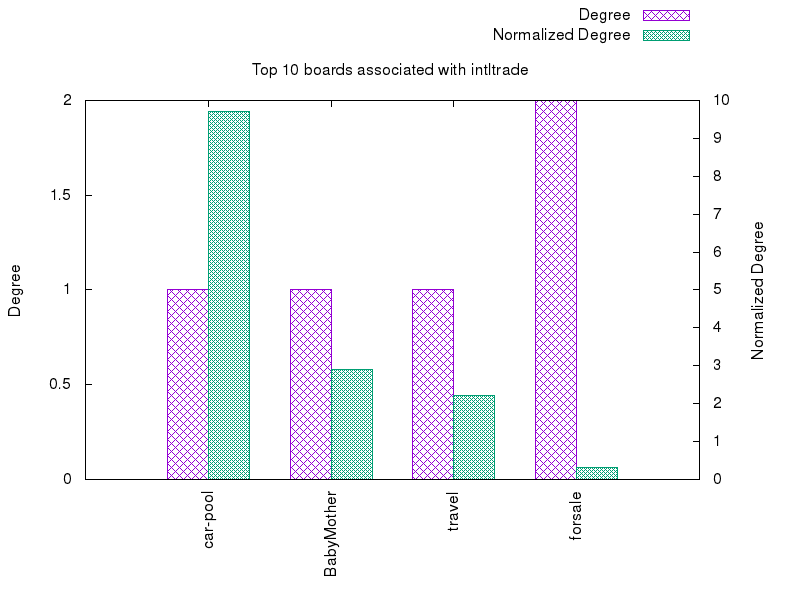 Degree
Normalized Degree
Top 10 boards associated with intltrade
2
1.5
1
0.5
0
Degree
10
9
8
7
6
5
4
3
2
1
0
Normalized Degree
car-pool
BabyMother
travel
forsale